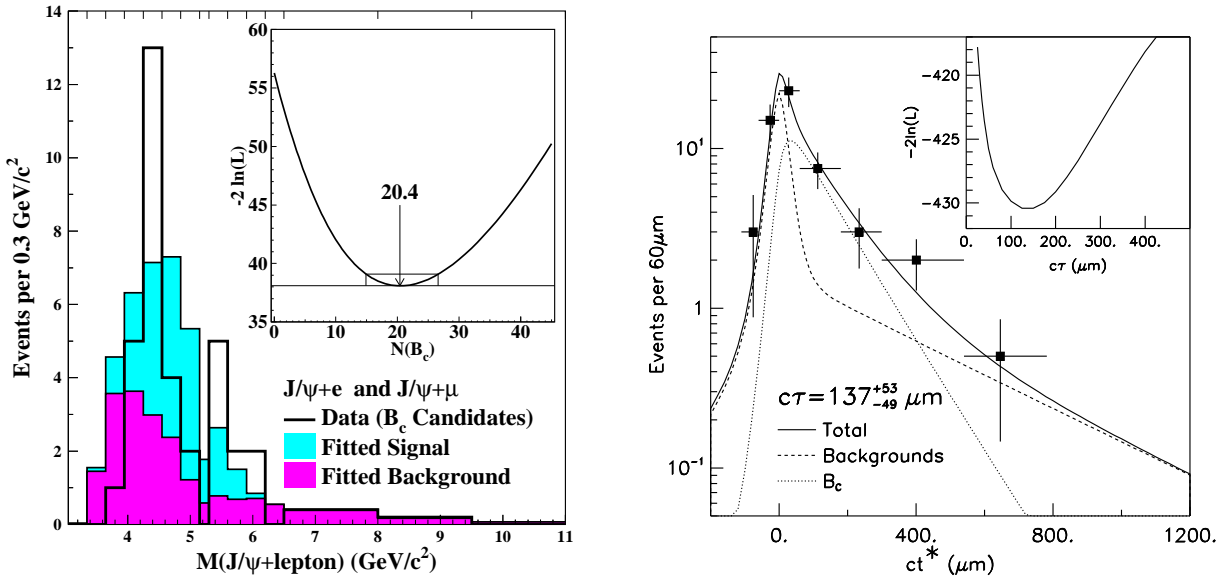 14
12
10
8
6
4
2
0
Events per 0.3 GeV/c²
4 5 6 7 8 9 10 11
M(J/ψ+lepton) (GeV/c²)
60
55
50
45
40
35
-2 ln(L)
20.4
0 10 20 30 40
N(B_c)
J/ψ+e and J/ψ+μ
Data (B_c Candidates)
Fitted Signal
Fitted Background
10¹
1
10⁻¹
Events per 60μm
0. 400. 800. 1200.
ct* (μm)
−420
−425
−430
−2ln(L)
0. 100. 200. 300. 400.
cτ (μm)
cτ=137⁺⁵³₋₄₉ μm
Total
Backgrounds
B_c